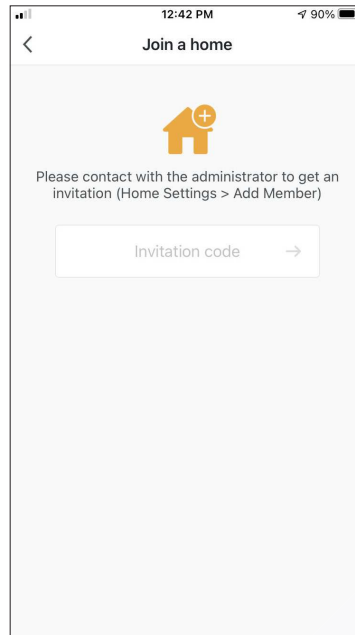 12:42 PM 90%
Join a home
Please contact with the administrator to get an
invitation (Home Settings > Add Member)
Invitation code →